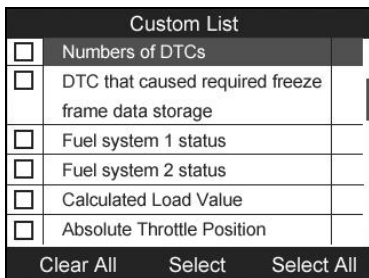 Custom List
Numbers of DTCs
DTC that caused required freeze
frame data storage
Fuel system 1 status
Fuel system 2 status
Calculated Load Value
Absolute Throttle Position
Clear All Select Select All